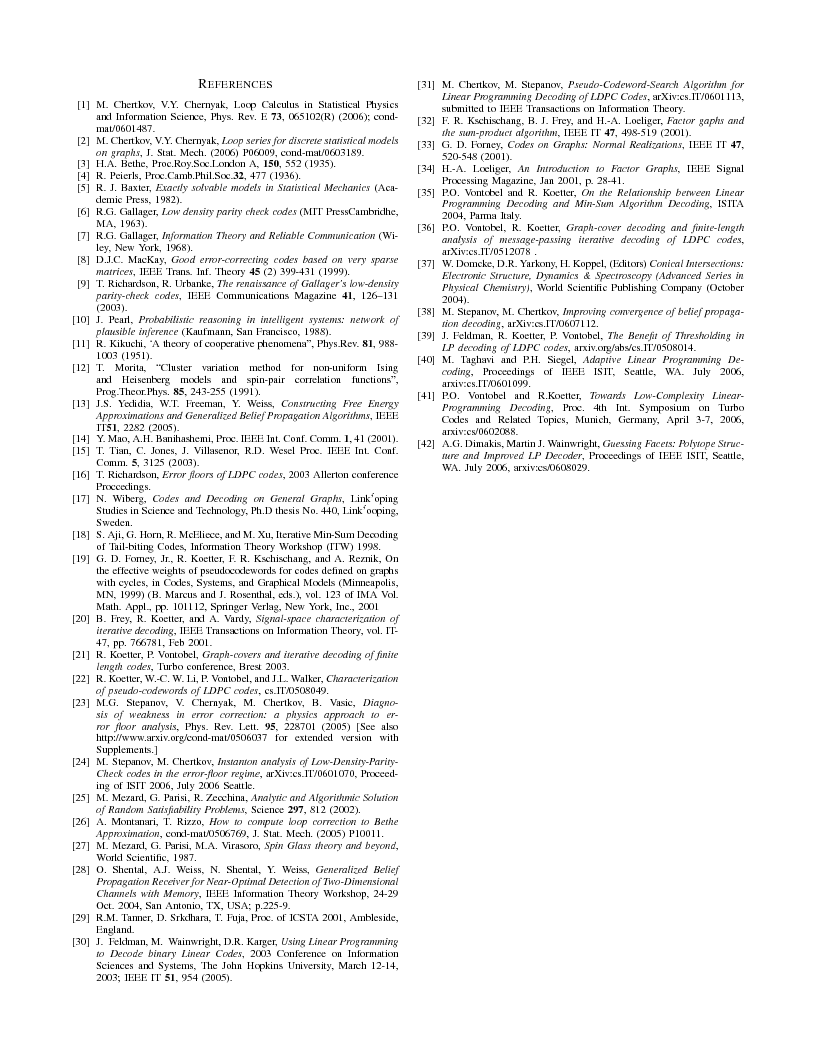 REFERENCES
[1] M. Chertkov, V.Y. Chernyak, Loop Calculus in Statistical Physics
and Information Science, Phys. Rev. E 73, 065102(R) (2006); cond-
mat/0601487.
[2] M. Chertkov, V.Y. Chernyak, Loop series for discrete statistical models
on graphs, J. Stat. Mech. (2006) P06009, cond-mat/0603189.
[3] H.A. Bethe, Proc.Roy.Soc.London A, 150, 552 (1935).
[4] R. Peierls, Proc.Camb.Phil.Soc.32, 477 (1936).
[5] R. J. Baxter, Exactly solvable models in Statistical Mechanics (Aca-
demic Press, 1982).
[6] R.G. Gallager, Low density parity check codes (MIT PressCambridhe,
MA, 1963).
[7] R.G. Gallager, Information Theory and Reliable Communication (Wi-
ley, New York, 1968).
[8] D.J.C. MacKay, Good error-correcting codes based on very sparse
matrices, IEEE Trans. Inf. Theory 45 (2) 399-431 (1999).
[9] T. Richardson, R. Urbanke, The renaissance of Gallager's low-density
parity-check codes, IEEE Communications Magazine 41, 126–131
(2003).
[10] J. Pearl, Probabilistic reasoning in intelligent systems: network of
plausible inference (Kaufmann, San Francisco, 1988).
[11] R. Kikuchi, 'A theory of cooperative phenomena", Phys.Rev. 81, 988-
1003 (1951).
[12] T. Morita, "Cluster variation method for non-uniform Ising
and Heisenberg models and spin-pair correlation functions",
Prog.Theor.Phys. 85, 243-255 (1991).
[13] J.S. Yedidia, W.T. Freeman, Y. Weiss, Constructing Free Energy
Approximations and Generalized Belief Propagation Algorithms, IEEE
IT51, 2282 (2005).
[14] Y. Mao, A.H. Banihashemi, Proc. IEEE Int. Conf. Comm. 1, 41 (2001).
[15] T. Tian, C. Jones, J. Villasenor, R.D. Wesel Proc. IEEE Int. Conf.
Comm. 5, 3125 (2003).
[16] T. Richardson, Error floors of LDPC codes, 2003 Allerton conference
Proccedings.
[17] N. Wiberg, Codes and Decoding on General Graphs, Link¨oping
Studies in Science and Technology, Ph.D thesis No. 440, Link¨ooping,
Sweden.
[18] S. Aji, G. Horn, R. McEliece, and M. Xu, Iterative Min-Sum Decoding
of Tail-biting Codes, Information Theory Workshop (ITW) 1998.
[19] G. D. Forney, Jr., R. Koetter, F. R. Kschischang, and A. Reznik, On
the effective weights of pseudocodewords for codes defined on graphs
with cycles, in Codes, Systems, and Graphical Models (Minneapolis,
MN, 1999) (B. Marcus and J. Rosenthal, eds.), vol. 123 of IMA Vol.
Math. Appl., pp. 101112, Springer Verlag, New York, Inc., 2001
[20] B. Frey, R. Koetter, and A. Vardy, Signal-space characterization of
iterative decoding, IEEE Transactions on Information Theory, vol. IT-
47, pp. 766781, Feb 2001.
[21] R. Koetter, P. Vontobel, Graph-covers and iterative decoding of finite
length codes, Turbo conference, Brest 2003.
[22] R. Koetter, W.-C. W. Li, P. Vontobel, and J.L. Walker, Characterization
of pseudo-codewords of LDPC codes, cs.IT/0508049.
[23] M.G. Stepanov, V. Chernyak, M. Chertkov, B. Vasic, Diagno-
sis of weakness in error correction: a physics approach to er-
ror floor analysis, Phys. Rev. Lett. 95, 228701 (2005) [See also
http://www.arxiv.org/cond-mat/0506037 for extended version with
Supplements.]
[24] M. Stepanov, M. Chertkov, Instanton analysis of Low-Density-Parity-
Check codes in the error-floor regime, arXiv:cs.IT/0601070, Proceed-
ing of ISIT 2006, July 2006 Seattle.
[25] M. Mezard, G. Parisi, R. Zecchina, Analytic and Algorithmic Solution
of Random Satisfiability Problems, Science 297, 812 (2002).
[26] A. Montanari, T. Rizzo, How to compute loop correction to Bethe
Approximation, cond-mat/0506769, J. Stat. Mech. (2005) P10011.
[27] M. Mezard, G. Parisi, M.A. Virasoro, Spin Glass theory and beyond,
World Scientific, 1987.
[28] O. Shental, A.J. Weiss, N. Shental, Y. Weiss, Generalized Belief
Propagation Receiver for Near-Optimal Detection of Two-Dimensional
Channels with Memory, IEEE Information Theory Workshop, 24-29
Oct. 2004, San Antonio, TX, USA; p.225-9.
[29] R.M. Tanner, D. Srkdhara, T. Fuja, Proc. of ICSTA 2001, Ambleside,
England.
[30] J. Feldman, M. Wainwright, D.R. Karger, Using Linear Programming
to Decode binary Linear Codes, 2003 Conference on Information
Sciences and Systems, The John Hopkins University, March 12-14,
2003; IEEE IT 51, 954 (2005).
[31] M. Chertkov, M. Stepanov, Pseudo-Codeword-Search Algorithm for
Linear Programming Decoding of LDPC Codes, arXiv:cs.IT/0601113,
submitted to IEEE Transactions on Information Theory.
[32] F. R. Kschischang, B. J. Frey, and H.-A. Loeliger, Factor gaphs and
the sum-product algorithm, IEEE IT 47, 498-519 (2001).
[33] G. D. Forney, Codes on Graphs: Normal Realizations, IEEE IT 47,
520-548 (2001).
[34] H.-A. Loeliger, An Introduction to Factor Graphs, IEEE Signal
Processing Magazine, Jan 2001, p. 28-41.
[35] P.O. Vontobel and R. Koetter, On the Relationship between Linear
Programming Decoding and Min-Sum Algorithm Decoding, ISITA
2004, Parma Italy.
[36] P.O. Vontobel, R. Koetter, Graph-cover decoding and finite-length
analysis of message-passing iterative decoding of LDPC codes,
arXiv:cs.IT/0512078 .
[37] W. Domcke, D.R. Yarkony, H. Koppel, (Editors) Conical Intersections:
Electronic Structure, Dynamics & Spectroscopy (Advanced Series in
Physical Chemistry), World Scientific Publishing Company (October
2004).
[38] M. Stepanov, M. Chertkov, Improving convergence of belief propaga-
tion decoding, arXiv:cs.IT/0607112.
[39] J. Feldman, R. Koetter, P. Vontobel, The Benefit of Thresholding in
LP decoding of LDPC codes, arxiv.org/abs/cs.IT/0508014.
[40] M. Taghavi and P.H. Siegel, Adaptive Linear Programming De-
coding, Proceedings of IEEE ISIT, Seattle, WA. July 2006,
arxiv:cs.IT/0601099.
[41] P.O. Vontobel and R.Koetter, Towards Low-Complexity Linear-
Programming Decoding, Proc. 4th Int. Symposium on Turbo
Codes and Related Topics, Munich, Germany, April 3-7, 2006,
arxiv:cs/0602088.
[42] A.G. Dimakis, Martin J. Wainwright, Guessing Facets: Polytope Struc-
ture and Improved LP Decoder, Proceedings of IEEE ISIT, Seattle,
WA. July 2006, arxiv:cs/0608029.